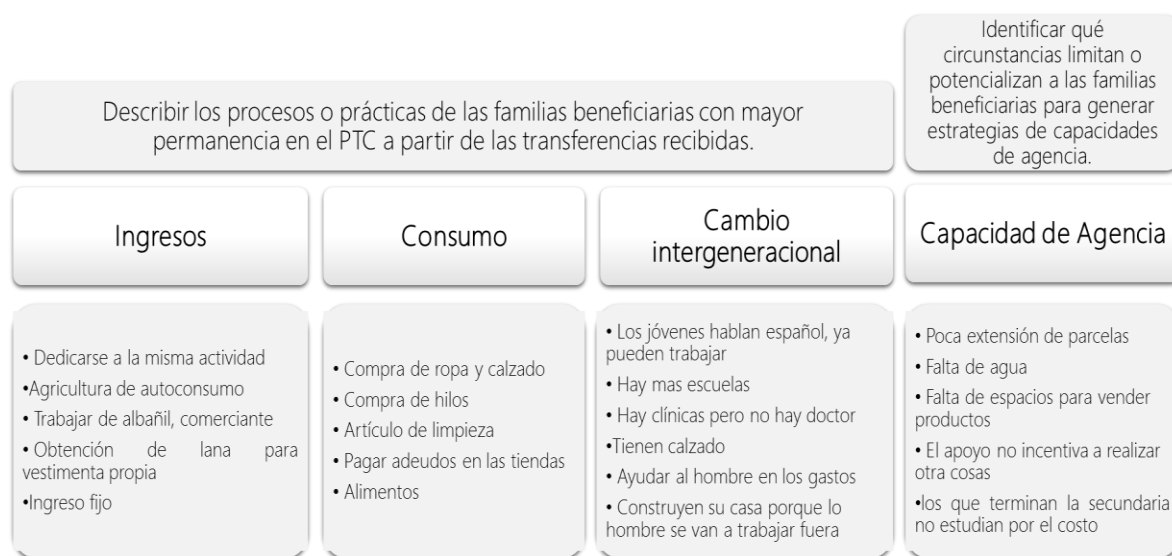 Identificar qué
circunstancias limitan o
potencializan a las familias
beneficiarias para generar
estrategias de capacidades
de agencia.
Describir los procesos o prácticas de las familias beneficiarias con mayor
permanencia en el PTC a partir de las transferencias recibidas.
Ingresos
Consumo
Cambio
intergeneracional
Capacidad de Agencia
• Dedicarse a la misma actividad
•Agricultura de autoconsumo
• Trabajar de albañil, comerciante
• Obtención de lana para
vestimenta propia
•Ingreso fijo
• Compra de ropa y calzado
• Compra de hilos
• Artículo de limpieza
• Pagar adeudos en las tiendas
• Alimentos
• Los jóvenes hablan español, ya
pueden trabajar
• Hay mas escuelas
• Hay clínicas pero no hay doctor
•Tienen calzado
• Ayudar al hombre en los gastos
• Construyen su casa porque lo
hombre se van a trabajar fuera
• Poca extensión de parcelas
• Falta de agua
• Falta de espacios para vender
productos
• El apoyo no incentiva a realizar
otra cosas
•los que terminan la secundaria
no estudian por el costo